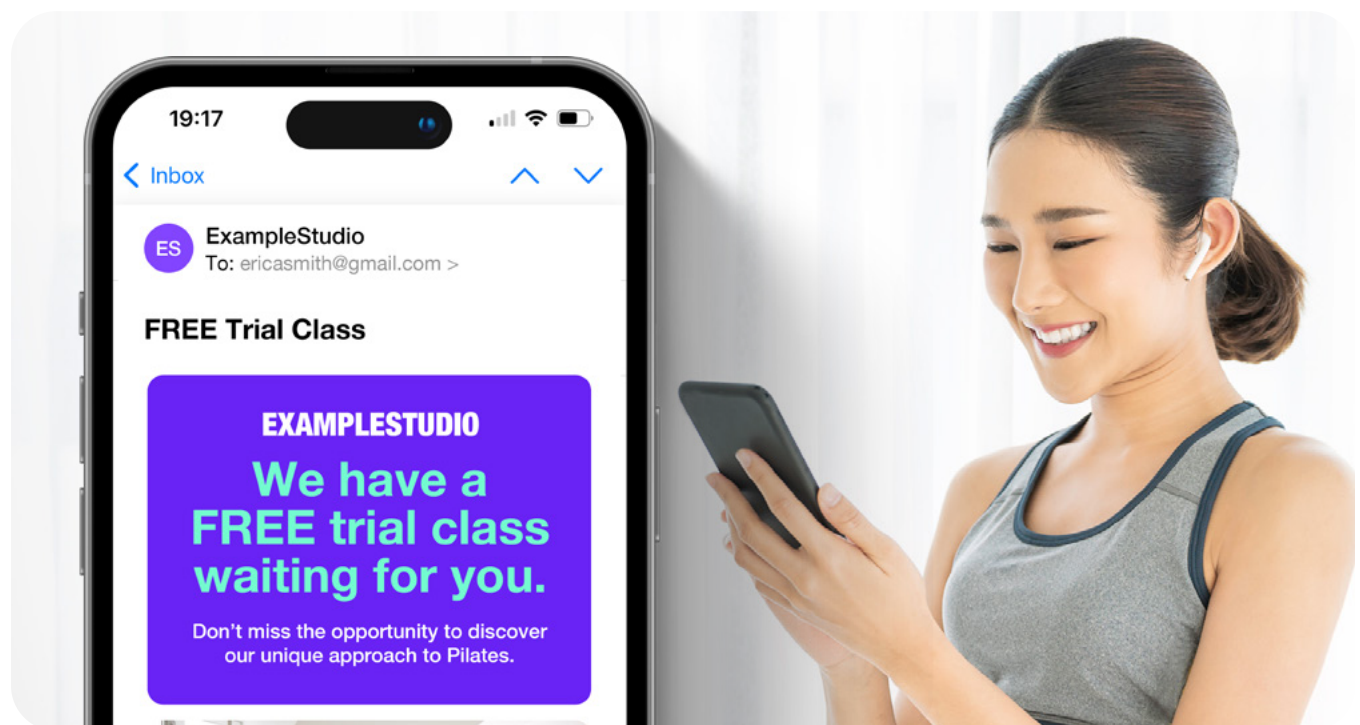 19:17
Inbox
ES
ExampleStudio
To: ericasmith@gmail.com >
FREE Trial Class
EXAMPLESTUDIO
We have a
FREE trial class
waiting for you.
Don't miss the opportunity to discover
our unique approach to Pilates.